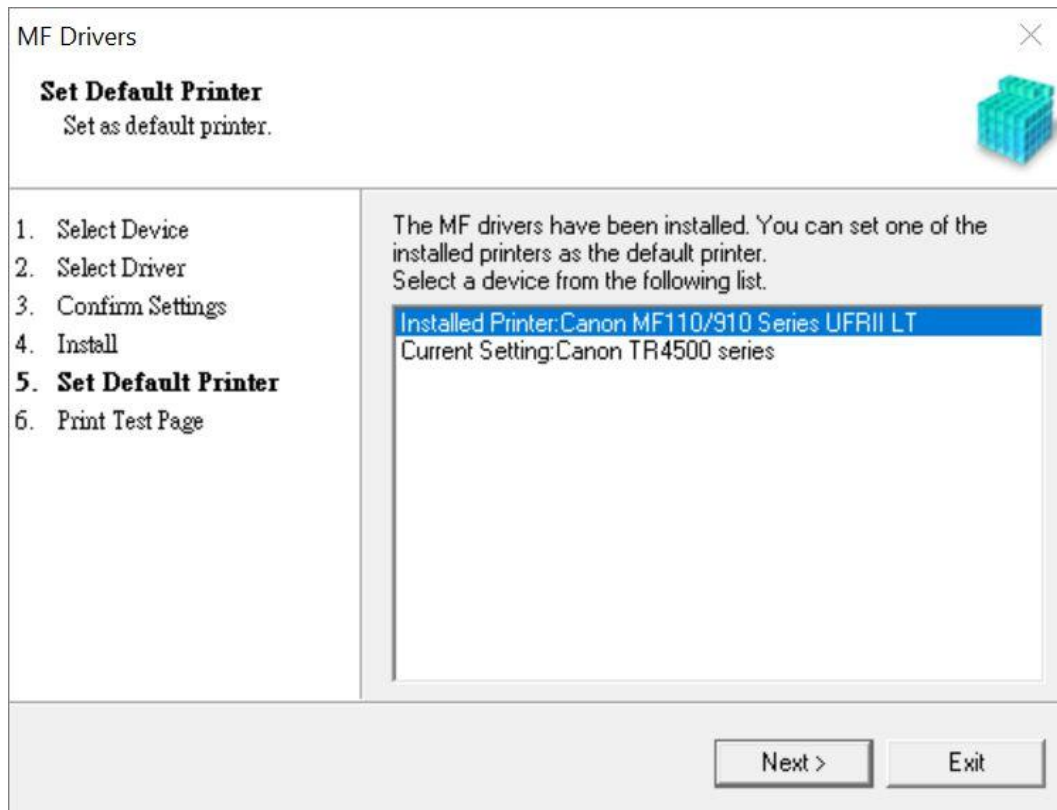 MF Drivers
Set Default Printer
Set as default printer.
1. Select Device
2. Select Driver
3. Confirm Settings
4. Install
5. Set Default Printer
6. Print Test Page
The MF drivers have been installed. You can set one of the
installed printers as the default printer.
Select a device from the following list.
Installed Printer:Canon MF110/910 Series UFRII LT
Current Setting:Canon TR4500 series
Next >
Exit